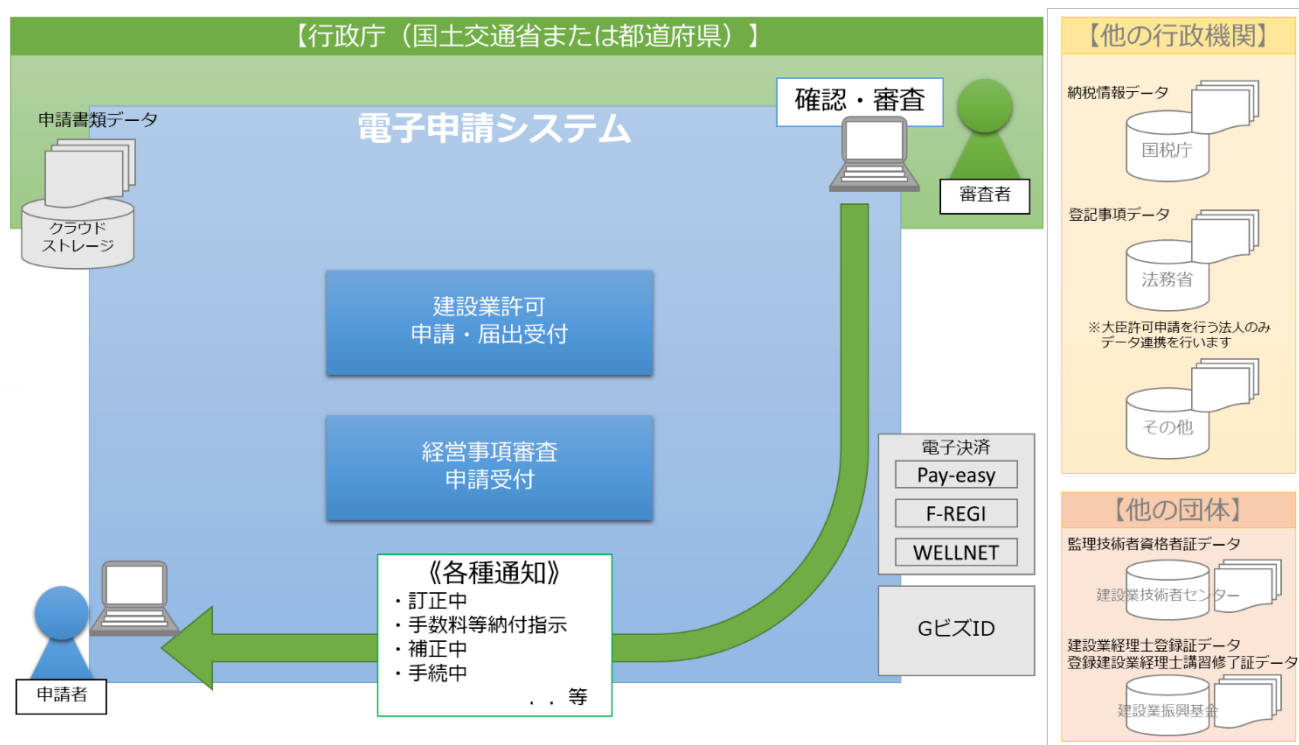 【行政庁（国土交通省または都道府県）】
申請書類データ
クラウド
ストレージ
電子申請システム
確認・審査
審査者
建設業許可
申請・届出受付
経営事項審査
申請受付
《各種通知》
・訂正中
・手数料等納付指示
・補正中
・手続中
．．等
申請者
電子決済
Pay-easy
F-REGI
WELLNET
GビズID
【他の行政機関】
納税情報データ
国税庁
登記事項データ
法務省
※大臣許可申請を行う法人のみ
データ連携を行います
その他
【他の団体】
監理技術者資格者証データ
建設業技術者センター
建設業経理士登録証データ
登録建設業経理士講習修了証データ
建設業振興基金